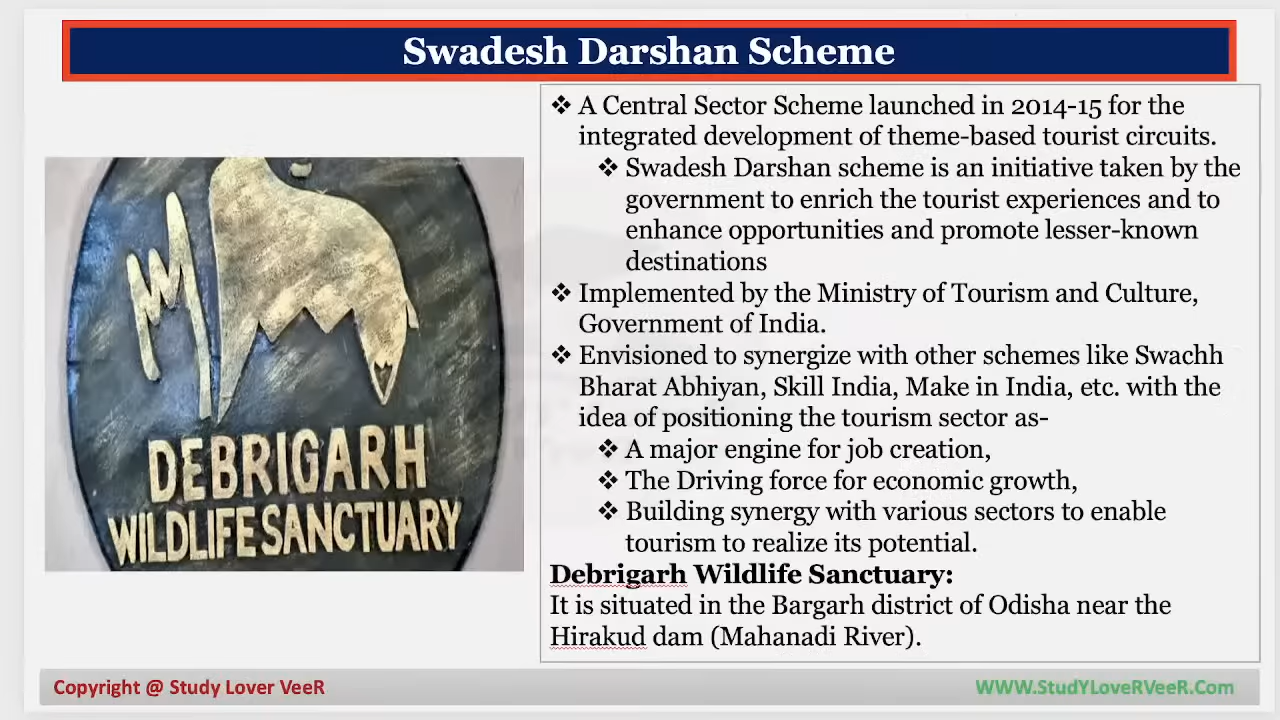 Swadesh Darshan Scheme
❖ A Central Sector Scheme launched in 2014-15 for the
integrated development of theme-based tourist circuits.
❖ Swadesh Darshan scheme is an initiative taken by the
government to enrich the tourist experiences and to
enhance opportunities and promote lesser-known
destinations
❖ Implemented by the Ministry of Tourism and Culture,
Government of India.
❖ Envisioned to synergize with other schemes like Swachh
Bharat Abhiyan, Skill India, Make in India, etc. with the
idea of positioning the tourism sector as-
❖ A major engine for job creation,
❖ The Driving force for economic growth,
❖ Building synergy with various sectors to enable
tourism to realize its potential.
Debrigarh Wildlife Sanctuary:
It is situated in the Bargarh district of Odisha near the
Hirakud dam (Mahanadi River).
DEBRIGARH
WILDLIFE SANCTUARY
Copyright @ Study Lover VeeR
WWW.StudYLoveRVeeR.Com